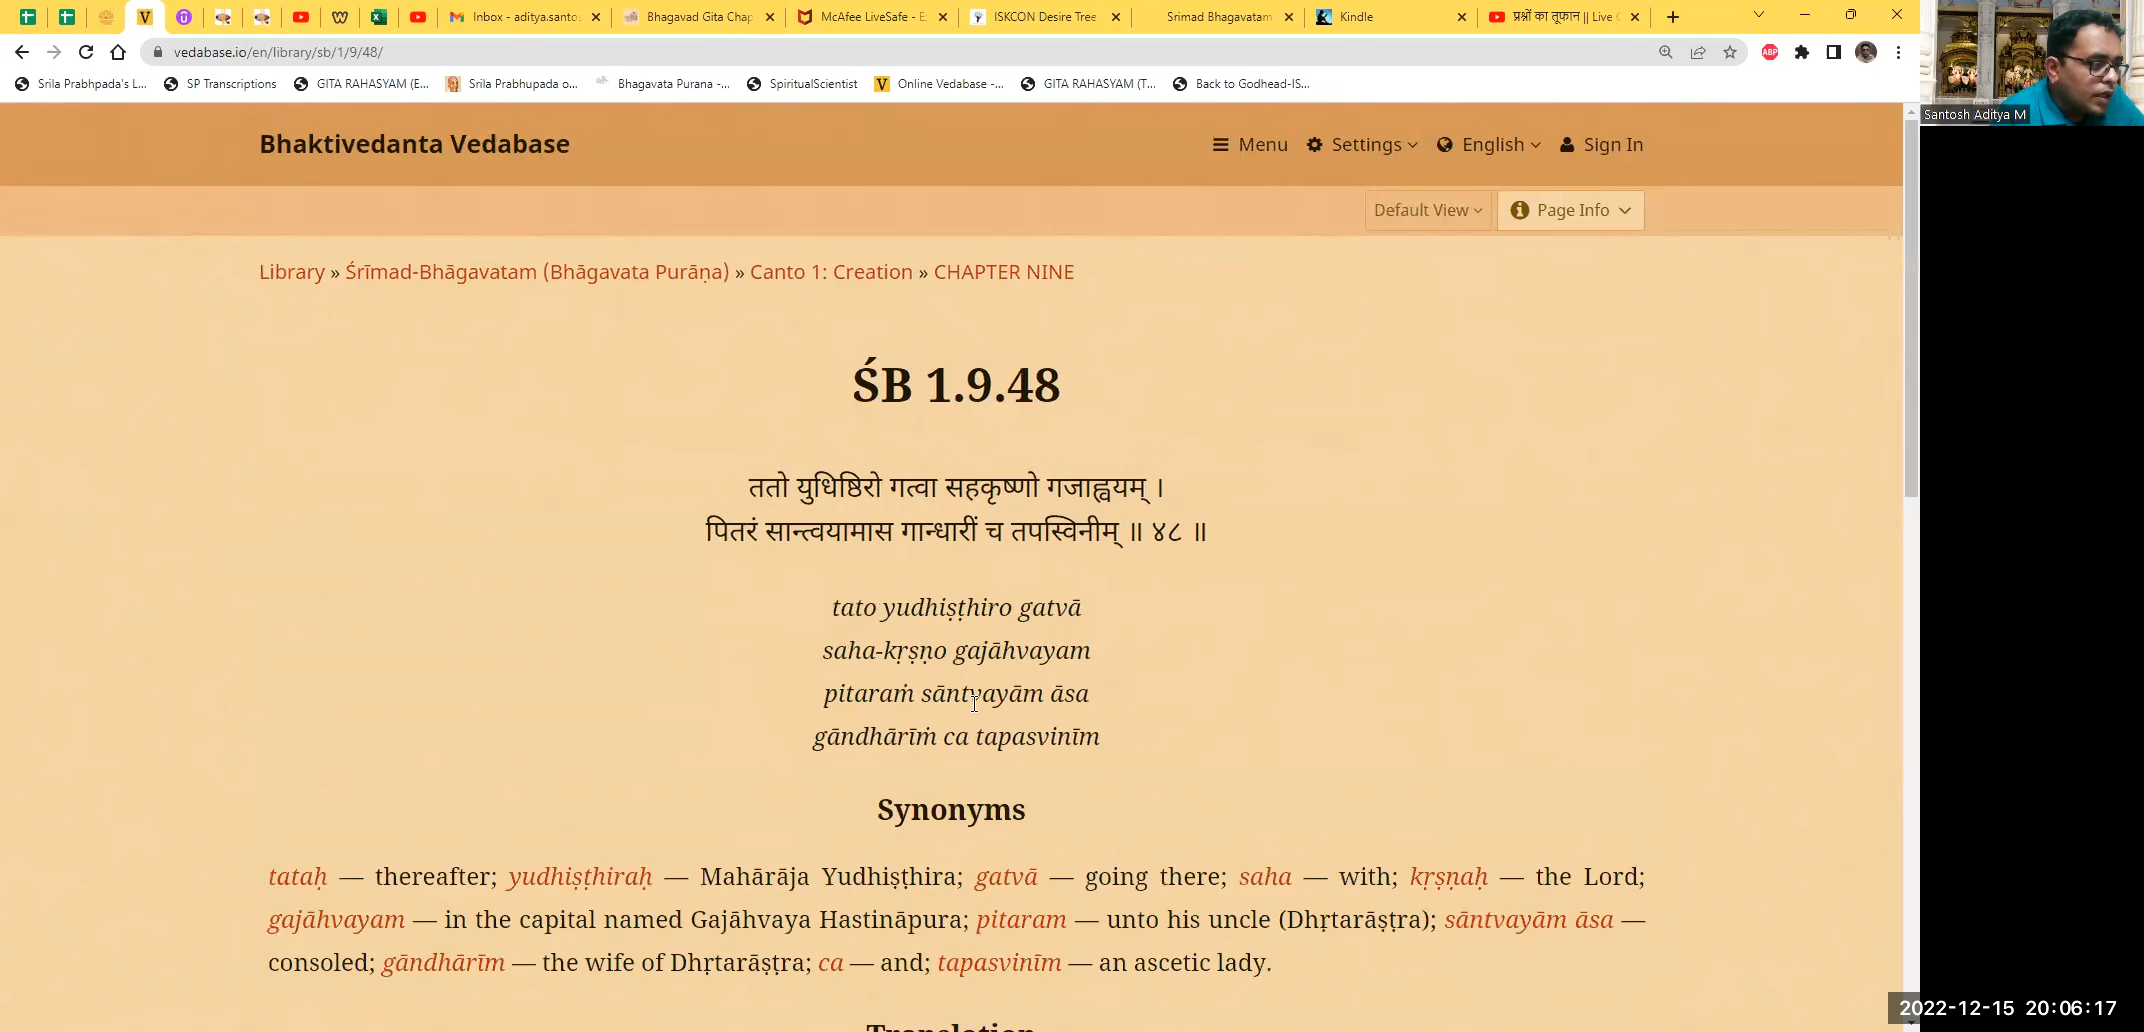 Inbox - aditya.santo
Bhagavad Gita Chap
McAfee LiveSafe - E
ISKCON Desire Tree
Srimad Bhagavatam
Kindle
प्रश्नों का तूफान || Live
vedabase.io/en/library/sb/1/9/48/
ABP
Srila Prabhpada's L...
SP Transcriptions
GITA RAHASYAM (E...
Srila Prabhupada o...
Bhagavata Purana -...
SpiritualScientist
Online Vedabase -...
GITA RAHASYAM (T...
Back to Godhead-IS...
Santosh Aditya M
Bhaktivedanta Vedabase
Menu
Settings
English
Sign In
Default View
Page Info
Library » Śrīmad-Bhāgavatam (Bhāgavata Purāṇa) » Canto 1: Creation » CHAPTER NINE
ŚB 1.9.48
ततो युधिष्ठिरो गत्वा सहकृष्णो गजाह्वयम् ।
पितरं सान्त्वयामास गान्धारीं च तपस्विनीम् ॥ ४८ ॥
tato yudhiṣṭhiro gatvā
saha-kṛṣṇo gajāhvayam
pitaraṁ sāntvayām āsa
gāndhārīṁ ca tapasvinīm
Synonyms
tataḥ — thereafter; yudhiṣṭhiraḥ — Mahārāja Yudhiṣṭhira; gatvā — going there; saha — with; kṛṣṇaḥ — the Lord;
gajāhvayam — in the capital named Gajāhvaya Hastināpura; pitaram — unto his uncle (Dhṛtarāṣṭra); sāntvayām āsa —
consoled; gāndhārīm — the wife of Dhṛtarāṣṭra; ca — and; tapasvinīm — an ascetic lady.
Translation
2022-12-15 20:06:17